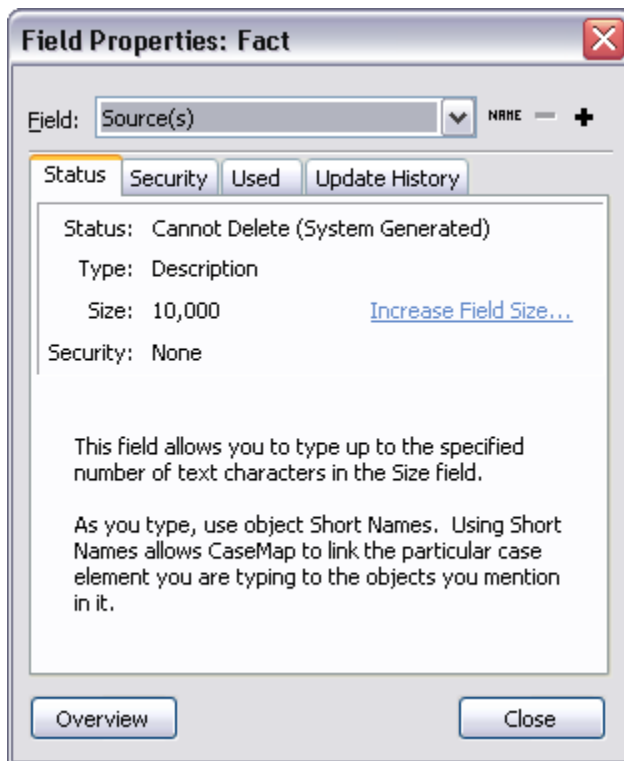 Field Properties: Fact
Field: Source(s) NAME
Status Security Used Update History
Status: Cannot Delete (System Generated)
Type: Description
Size: 10,000 Increase Field Size...
Security: None
This field allows you to type up to the specified
number of text characters in the Size field.
As you type, use object Short Names. Using Short
Names allows CaseMap to link the particular case
element you are typing to the objects you mention
in it.
Overview Close